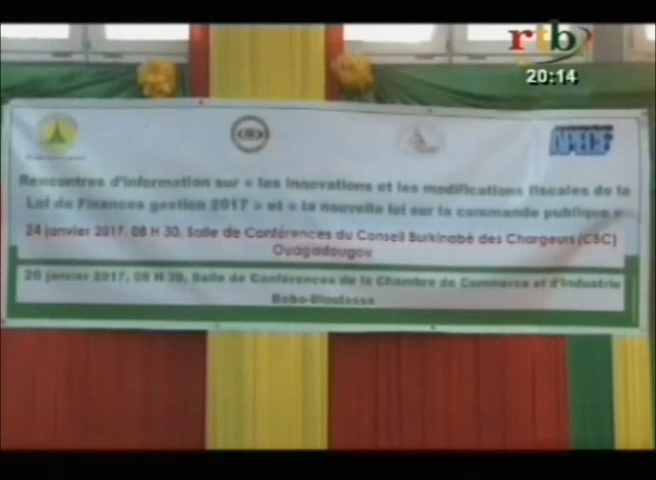 rtb
20:14
APECIF
Rencontres d'information sur « les innovations et les modifications fiscales de la
Loi de Finances gestion 2017 » et « la nouvelle loi sur la commande publique »
24 janvier 2017, 08 H 30, Salle de Conférences du Conseil Burkinabé des Chargeurs (CBC)
Ouagadougou
26 janvier 2017, 08 H 30, Salle de Conférences de la Chambre de Commerce et d'Industrie
Bobo-Dioulasso